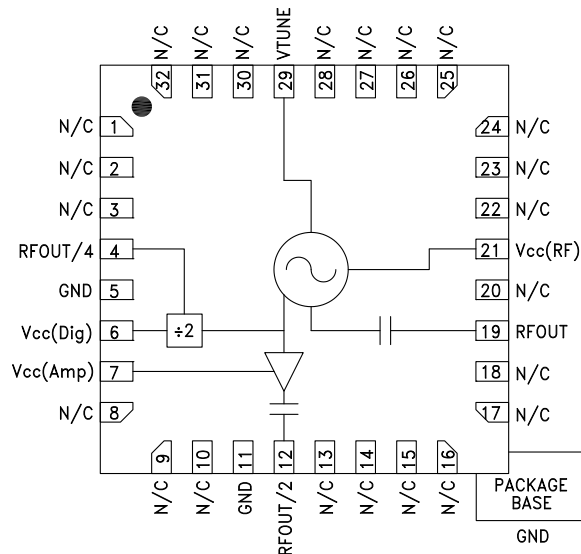 N/C N/C N/C VTUNE N/C N/C N/C N/C
32 31 30 29 28 27 26 25
N/C 1
N/C 2
N/C 3
RFOUT/4 4
GND 5
Vcc(Dig) 6
Vcc(Amp) 7
N/C 8
÷2
24 N/C
23 N/C
22 N/C
21 Vcc(RF)
20 N/C
19 RFOUT
18 N/C
17 N/C
9 10 11 12 13 14 15 16
N/C N/C GND RFOUT/2 N/C N/C N/C N/C
PACKAGE
BASE
GND